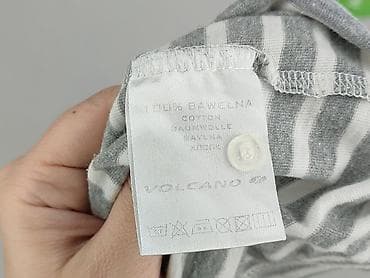 100% BAWEŁNA
COTTON
BAUMWOLLE
BAVLNA
VOLCANO